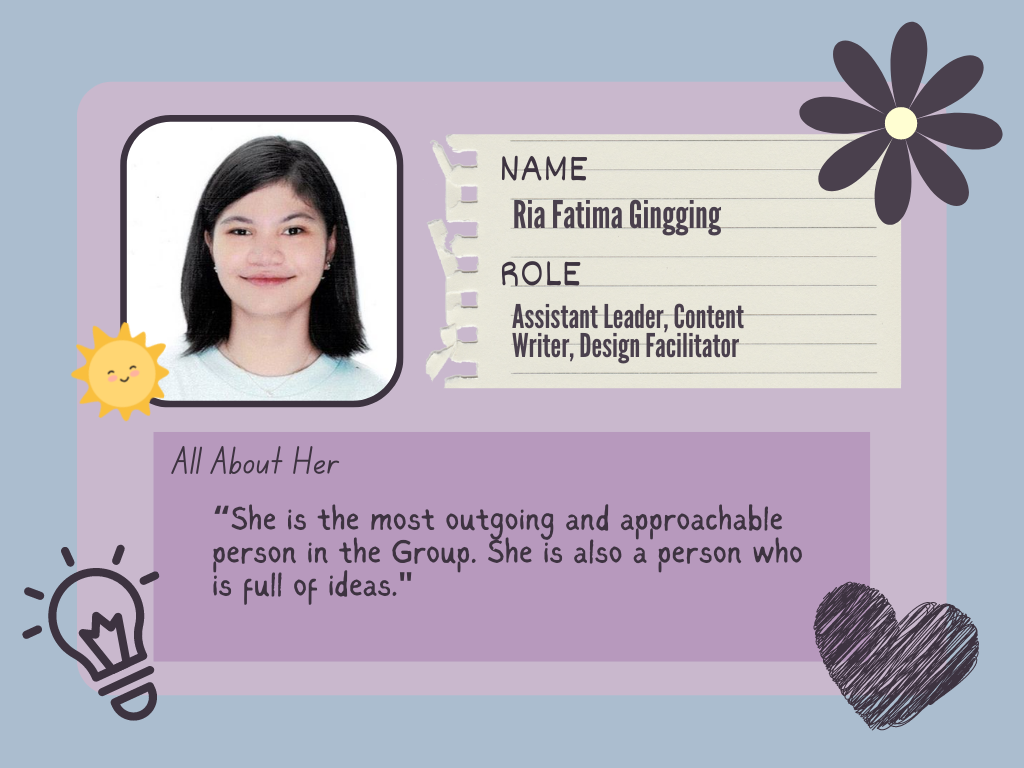 NAME
Ria Fatima Gingging
ROLE
Assistant Leader, Content
Writer, Design Facilitator
All About Her
“She is the most outgoing and approachable
person in the Group. She is also a person who
is full of ideas."